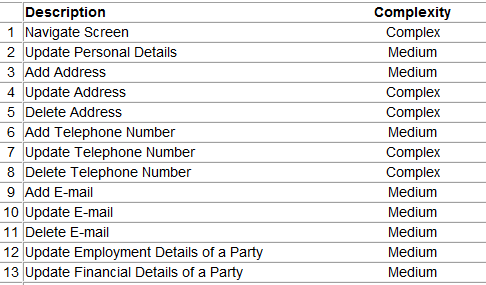 Description Complexity
1 Navigate Screen Complex
2 Update Personal Details Medium
3 Add Address Medium
4 Update Address Complex
5 Delete Address Complex
6 Add Telephone Number Medium
7 Update Telephone Number Complex
8 Delete Telephone Number Complex
9 Add E-mail Medium
10 Update E-mail Medium
11 Delete E-mail Medium
12 Update Employment Details of a Party Medium
13 Update Financial Details of a Party Medium